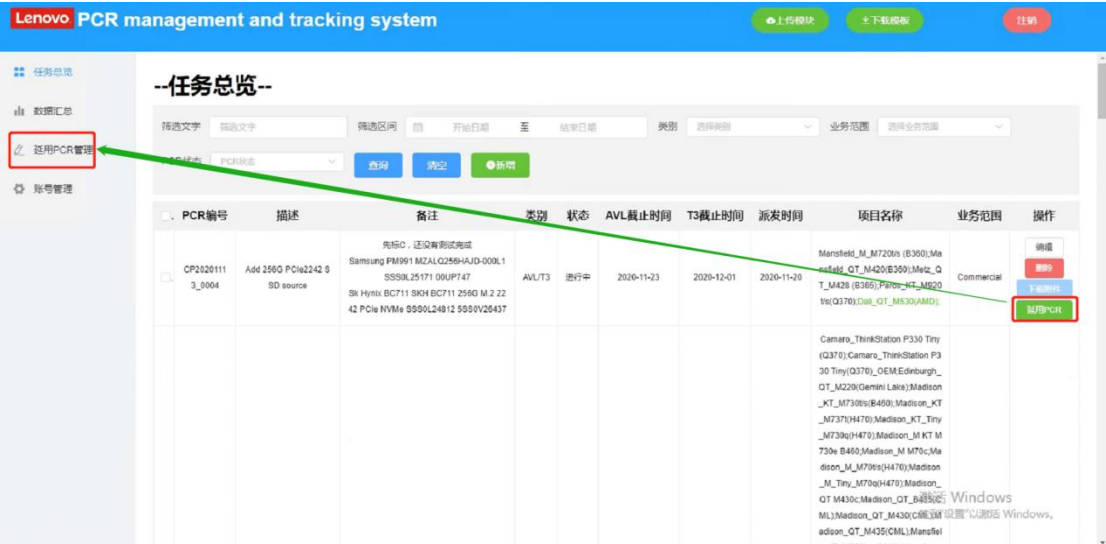 Lenovo PCR management and tracking system
上传模块
下载模板
注销
任务总览
数据汇总
延用PCR管理
账号管理
--任务总览--
筛选文字 筛选文字 筛选区间 开始日期 至 结束日期 类别 选择类别 业务范围 选择业务范围
PCR状态 PCR状态 查询 清空 新增
PCR编号 描述 备注 类别 状态 AVL截止时间 T3截止时间 派发时间 项目名称 业务范围 操作
CP2020111
3_0004
Add 256G PCIe2242 S
SD source
先标C，还没有测试完成
Samsung PM991 MZALQ256HAJD-000L1
SSS0L25171 00UP747
Sk Hynix BC711 SKH BC711 256G M.2 22
42 PCIe NVMe SSS0L24812 5SS0V26437
AVL/T3
进行中
2020-11-23
2020-12-01
2020-11-20
Mansfield_M_M720t/s (B360);Ma
nsfield_QT_M420(B360);Metz_Q
T_M428 (B365);Paros_KT_M920
t/s(Q370);Dali_QT_M530(AMD);
Commercial
编辑
删除
下载附件
延用PCR
Camaro_ThinkStation P330 Tiny
(Q370);Camaro_ThinkStation P3
30 Tiny(Q370)_OEM;Edinburgh_
QT_M220(Gemini Lake);Madison
_KT_M730t/s(B460);Madison_KT
_M737t(H470);Madison_KT_Tiny
_M730q(H470);Madison_M KT M
730e B460;Madison_M M70c;Ma
dison_M_M70t/s(H470);Madison
_M_Tiny_M70q(H470);Madison_
QT M430c;Madison_QT_B435(C
ML);Madison_QT_M430(CML);M
adison_QT_M435(CML);Mansfiel
激活 Windows
转到"设置"以激活 Windows。